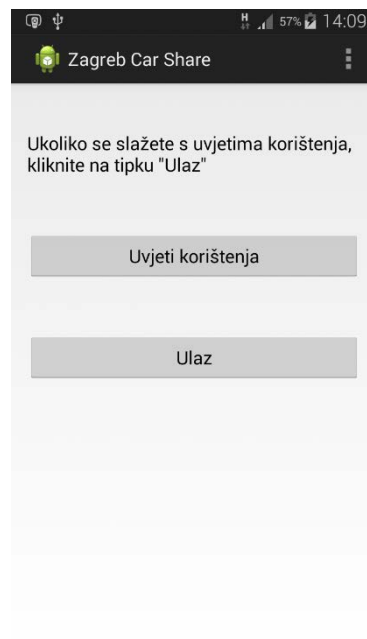 H 57% 14:09
Zagreb Car Share
Ukoliko se slažete s uvjetima korištenja,
kliknite na tipku "Ulaz"
Uvjeti korištenja
Ulaz